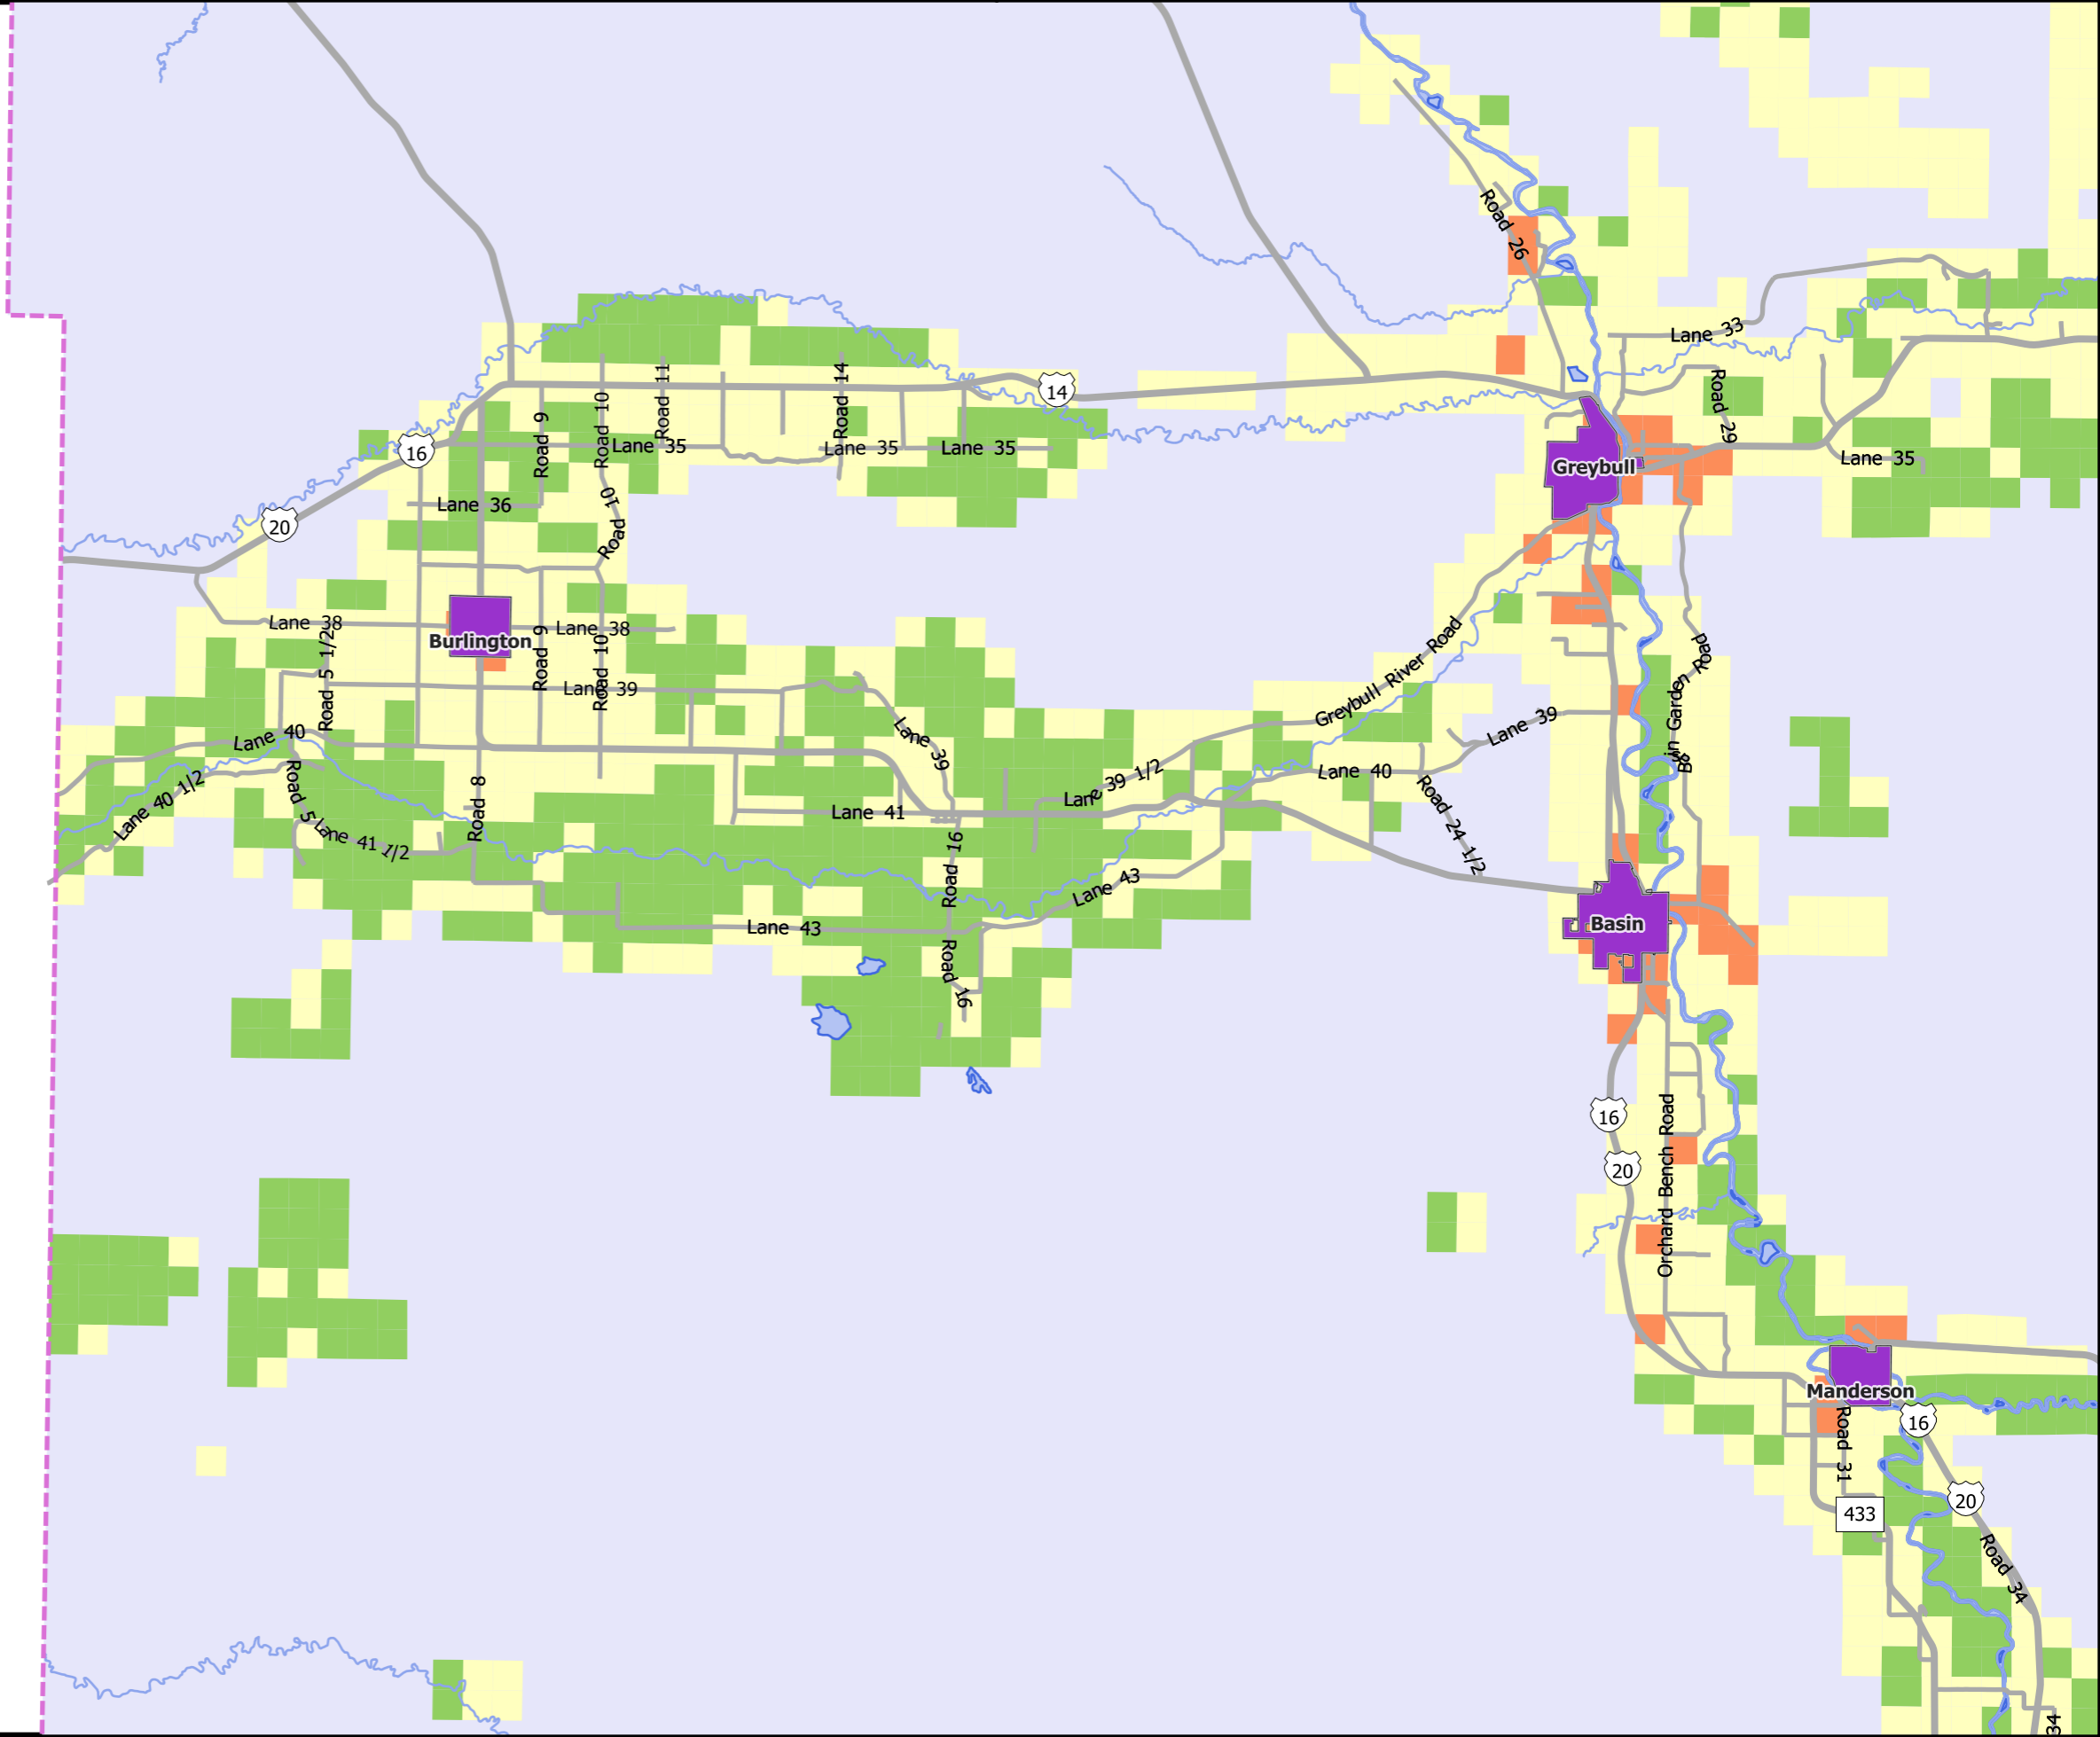 Road 26
Lane 33
14
Road 14
Road 11
Road 10
Road 9
Road 29
16
Lane 35
Lane 35
Lane 35
Lane 35
Greybull
20
Lane 36
Road 10
Lane 38
Lane 38
Burlington
Road 9
Road 10
Road 5 1/2
Greybull River Road
Basin Garden Road
Lane 39
Lane 39
Lane 39
Lane 40
Lane 40
Lane 39 1/2
Lane 40 1/2
Road 5
Road 8
Lane 41
Lane 41 1/2
Road 24 1/2
Road 16
Lane 43
Lane 43
Basin
Road 16
16
Orchard Bench Road
20
Manderson
16
Road 31
433
20
Road 34
34